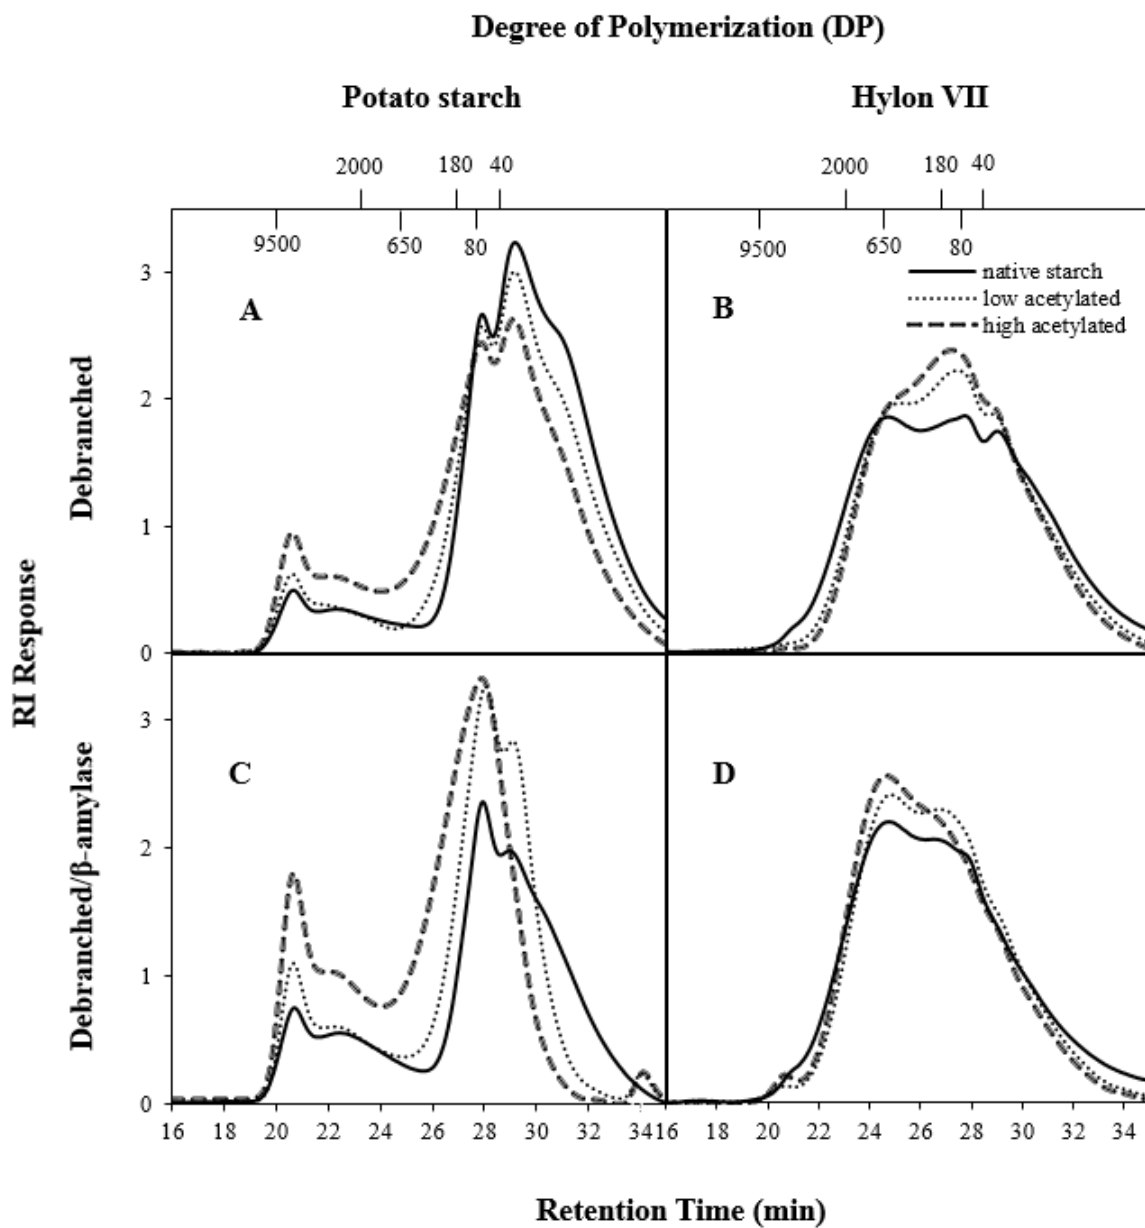 Degree of Polymerization (DP)
Potato starch
Hylon VII
2000 180 40
9500 650 80
2000 180 40
9500 650 80
native starch
low acetylated
high acetylated
A
B
3
2
1
0
Debranched
RI Response
C
D
3
2
1
0
Debranched/β-amylase
16 18 20 22 24 26 28 30 32 34
16 18 20 22 24 26 28 30 32 34
Retention Time (min)